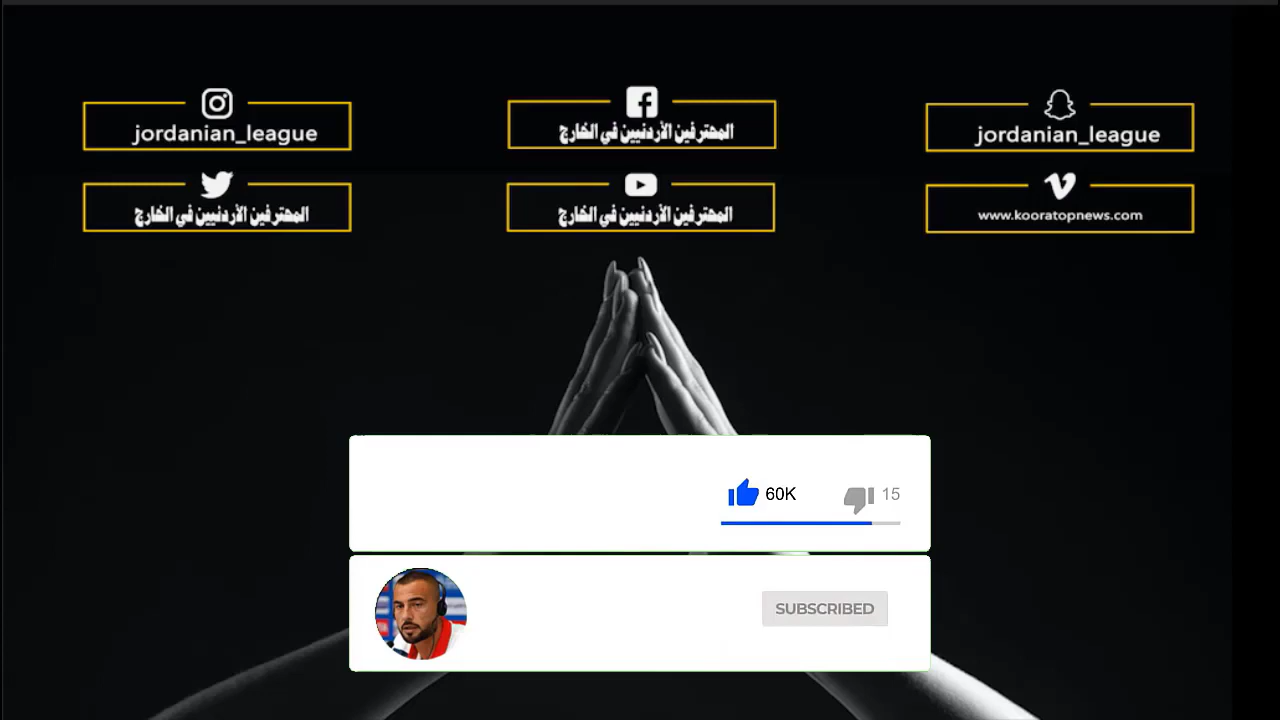 jordanian_league
المحترفين الأردنيين في الخارج
jordanian_league
المحترفين الأردنيين في الخارج
المحترفين الأردنيين في الخارج
www.kooratopnews.com
60K
15
SUBSCRIBED